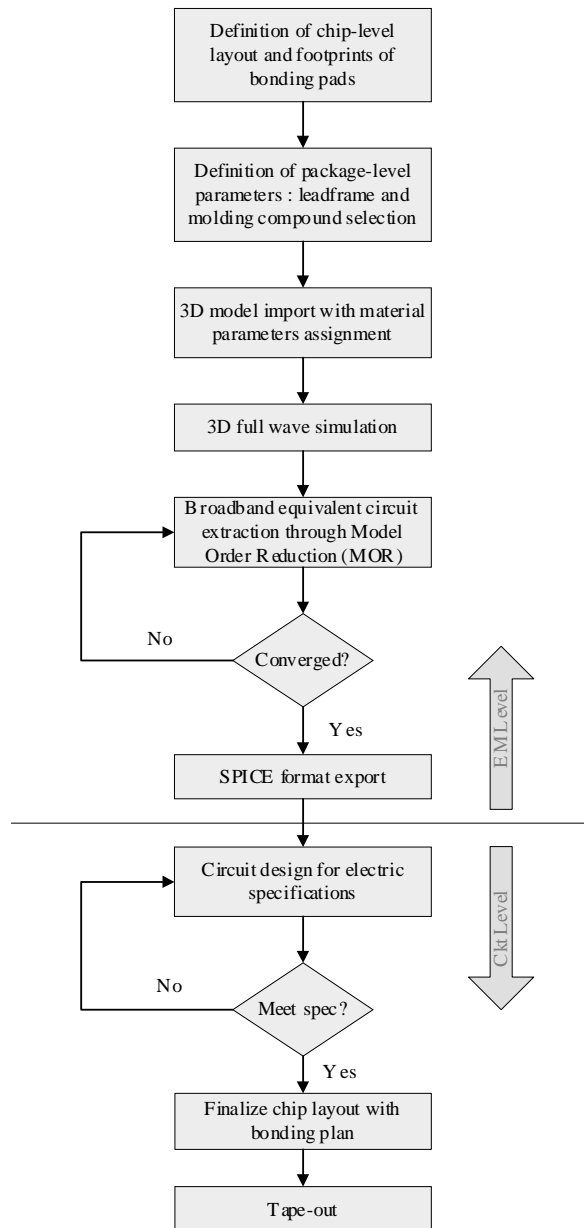 Definition of chip-level
layout and footprints of
bonding pads
Definition of package-level
parameters : leadframe and
molding compound selection
3D model import with material
parameters assignment
3D full wave simulation
Broadband equivalent circuit
extraction through Model
Order Reduction (MOR)
No
Converged?
Yes
EM Level
SPICE format export
Circuit design for electric
specifications
Ckt Level
No
Meet spec?
Yes
Finalize chip layout with
bonding plan
Tape-out